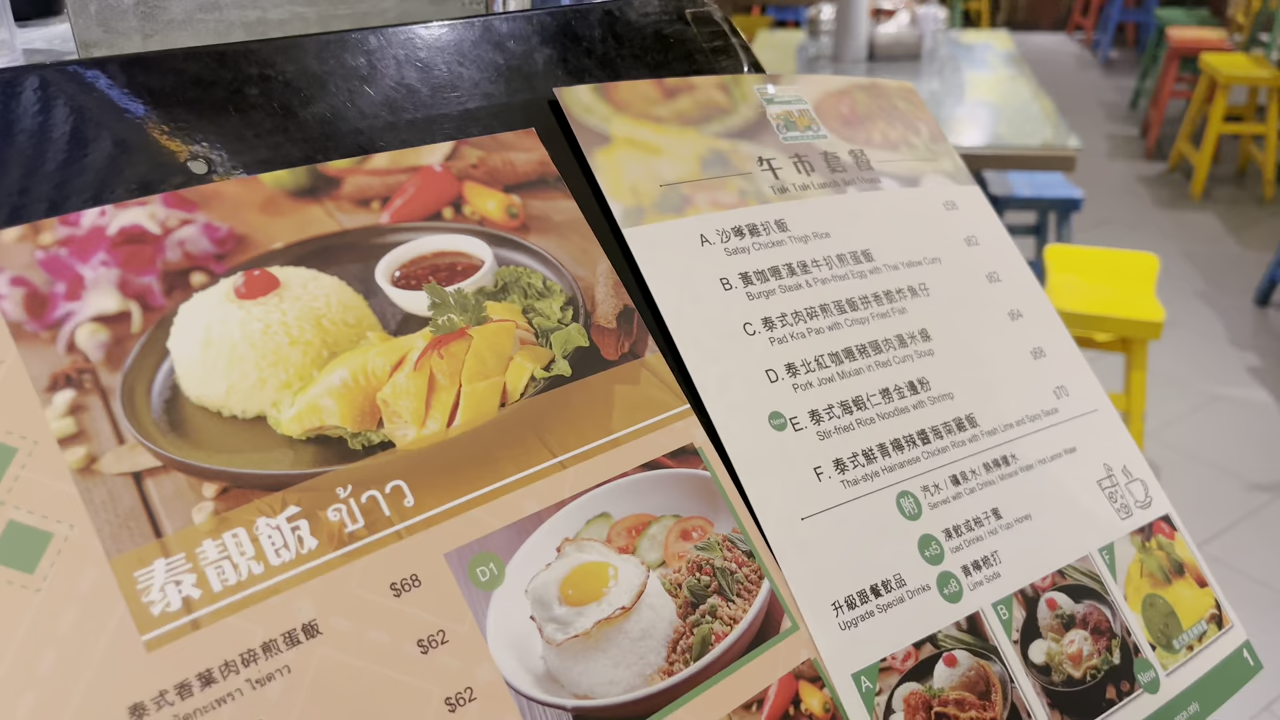 泰靚飯 ข้าว
$68
泰式香葉肉碎煎蛋飯
$62
$62
D1
午市套餐
Tuk Tuk Lunch Set Menu
A. 沙嗲雞扒飯 $58
Satay Chicken Thigh Rice
B. 黃咖喱漢堡牛扒煎蛋飯 $62
Burger Steak & Pan-fried Egg with Thai Yellow Curry
C. 泰式肉碎煎蛋飯拼香脆炸魚仔 $62
Pad Kra Pao with Crispy Fried Fish
D. 泰北紅咖喱豬頸肉湯米線 $64
Pork Jowl Mixian in Red Curry Soup
New E. 泰式海蝦仁撈金邊粉 $68
Stir-fried Rice Noodles with Shrimp
F. 泰式鮮青檸辣醬海南雞飯 $70
Thai-style Hainanese Chicken Rice with Fresh Lime and Spicy Sauce
附 汽水 / 礦泉水 / 熱檸檬水
Served with Can Drinks / Mineral Water / Hot Lemon Water
+$5 凍飲或柚子蜜
Iced Drinks / Hot Yuzu Honey
升級跟餐飲品 +$8 青檸梳打
Upgrade Special Drinks Lime Soda
A
B
F
New
1